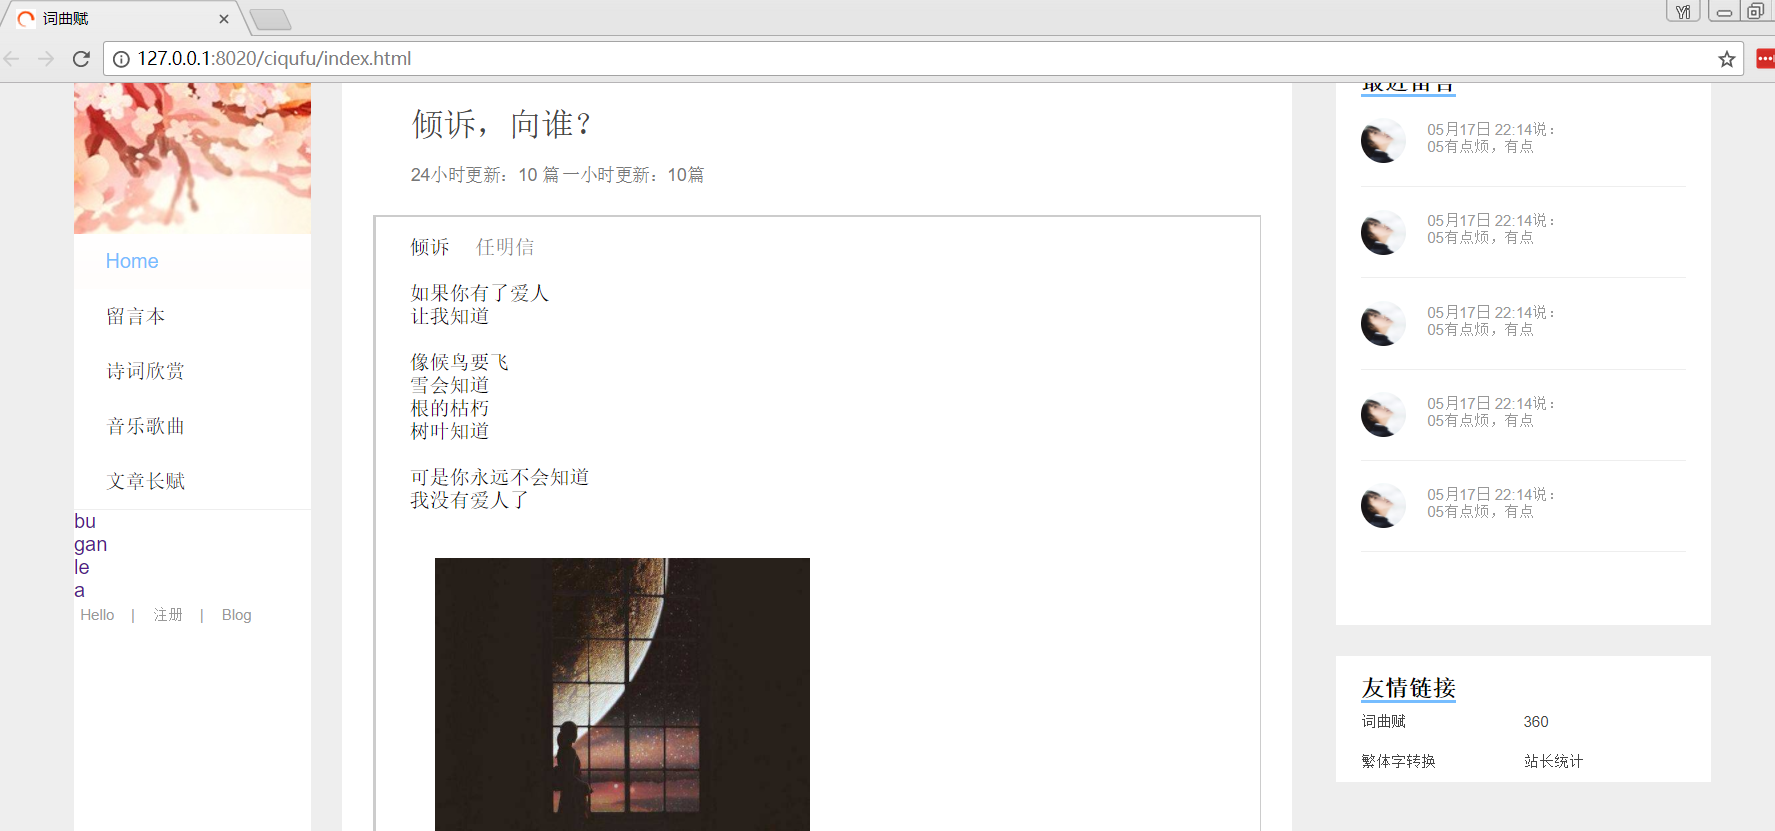 词曲赋
Yi
127.0.0.1:8020/ciqufu/index.html
Home
留言本
诗词欣赏
音乐歌曲
文章长赋
bu
gan
le
a
Hello | 注册 | Blog
倾诉，向谁？
24小时更新：10 篇一小时更新：10篇
倾诉 任明信
如果你有了爱人
让我知道
像候鸟要飞
雪会知道
根的枯朽
树叶知道
可是你永远不会知道
我没有爱人了
最近留言
05月17日 22:14说：
05有点烦，有点
05月17日 22:14说：
05有点烦，有点
05月17日 22:14说：
05有点烦，有点
05月17日 22:14说：
05有点烦，有点
05月17日 22:14说：
05有点烦，有点
友情链接
词曲赋 360
繁体字转换 站长统计